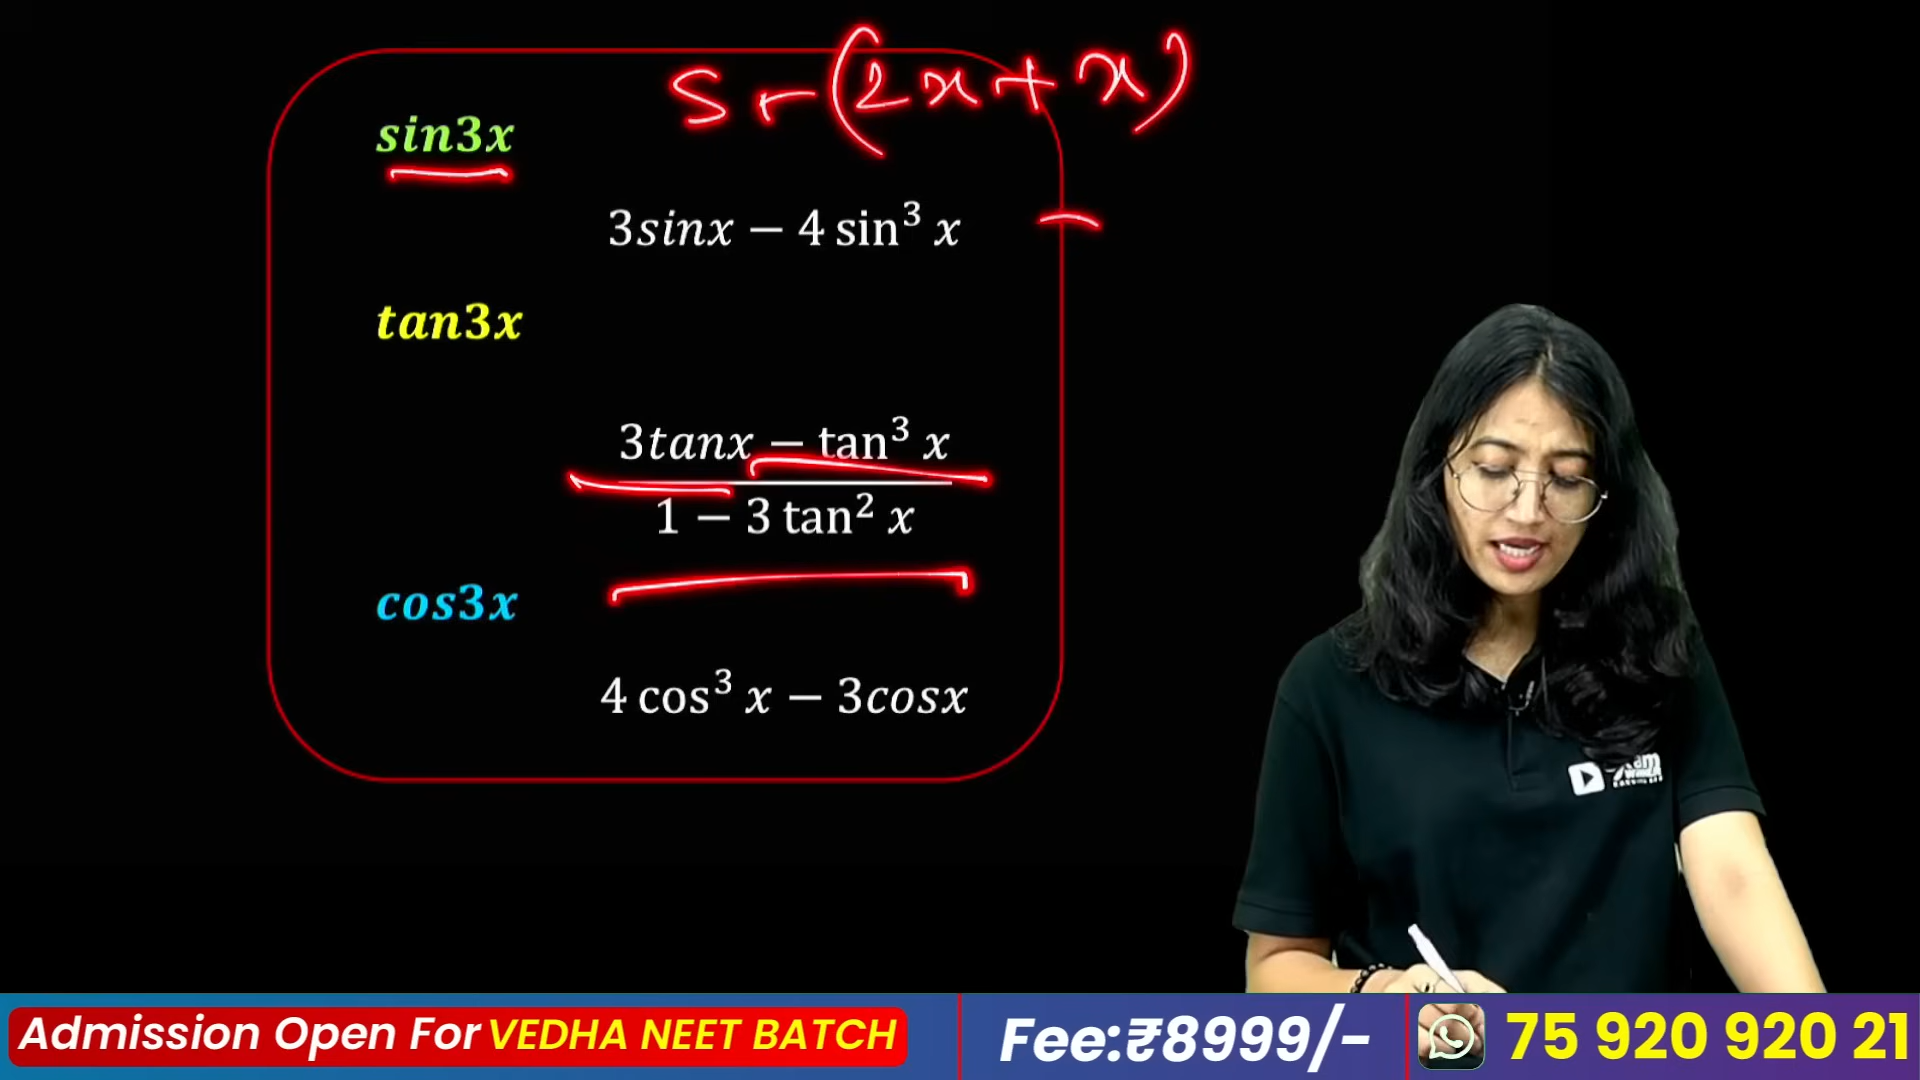 sin3x
S—(2x+x)
3sinx − 4 sin³ x
tan3x
3tanx − tan³ x
1 − 3 tan² x
cos3x
4 cos³ x − 3cosx
Admission Open For VEDHA NEET BATCH
Fee:₹8999/-
75 920 920 21